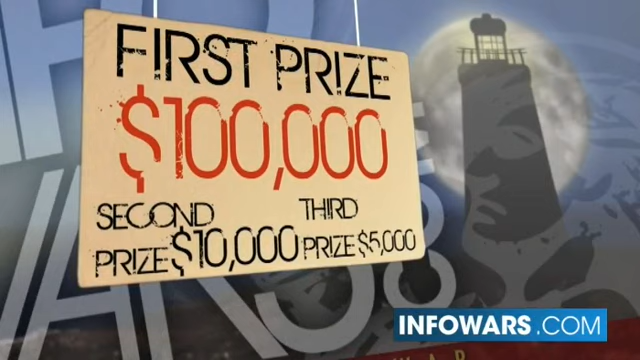 FIRST PRIZE
$100,000
SECOND THIRD
PRIZE $10,000 PRIZE $5,000
INFOWARS.COM